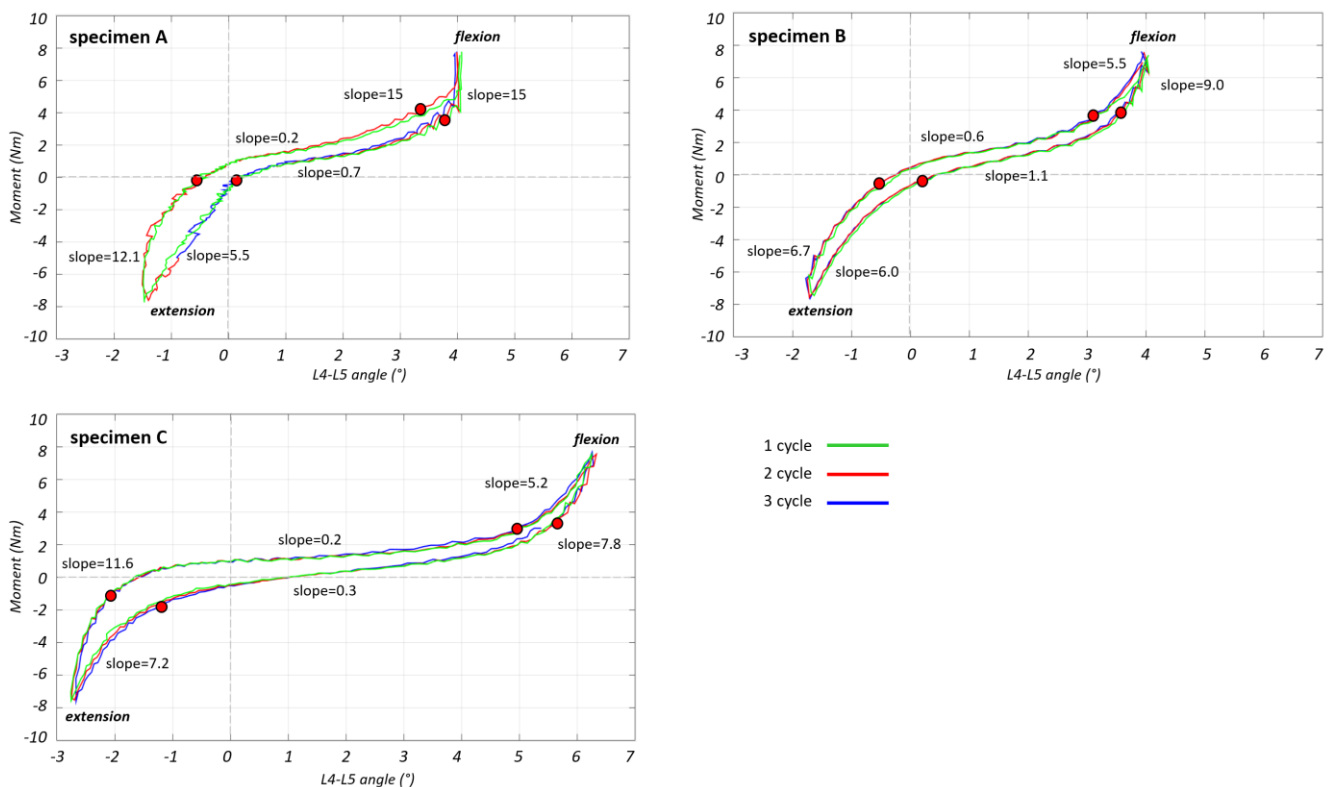 specimen A
flexion
slope=15
slope=15
slope=0.2
slope=0.7
slope=12.1
slope=5.5
extension
Moment (Nm)
10
8
6
4
2
0
-2
-4
-6
-8
-10
-3 -2 -1 0 1 2 3 4 5 6 7
L4-L5 angle (°)
specimen B
flexion
slope=5.5
slope=9.0
slope=0.6
slope=1.1
slope=6.7
slope=6.0
extension
Moment (Nm)
10
8
6
4
2
0
-2
-4
-6
-8
-10
-3 -2 -1 0 1 2 3 4 5 6 7
L4-L5 angle (°)
specimen C
flexion
slope=5.2
slope=0.2
slope=7.8
slope=11.6
slope=0.3
slope=7.2
extension
Moment (Nm)
10
8
6
4
2
0
-2
-4
-6
-8
-10
-3 -2 -1 0 1 2 3 4 5 6 7
L4-L5 angle (°)
1 cycle
2 cycle
3 cycle